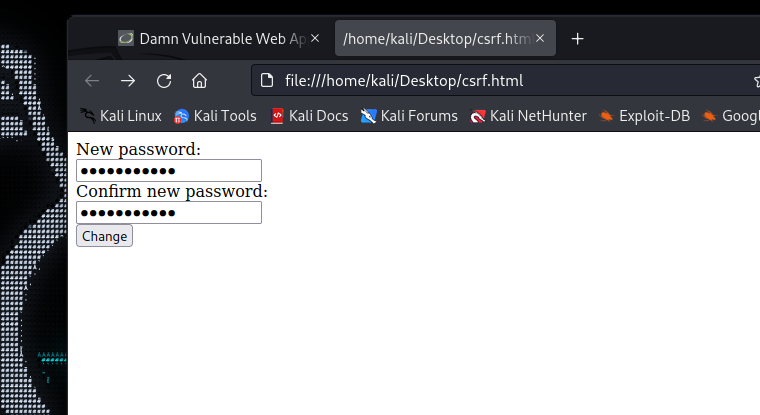 Damn Vulnerable Web Ap
/home/kali/Desktop/csrf.html
file:///home/kali/Desktop/csrf.html
Kali Linux Kali Tools Kali Docs Kali Forums Kali NetHunter Exploit-DB Googl
New password:
•••••••••••
Confirm new password:
•••••••••••
Change